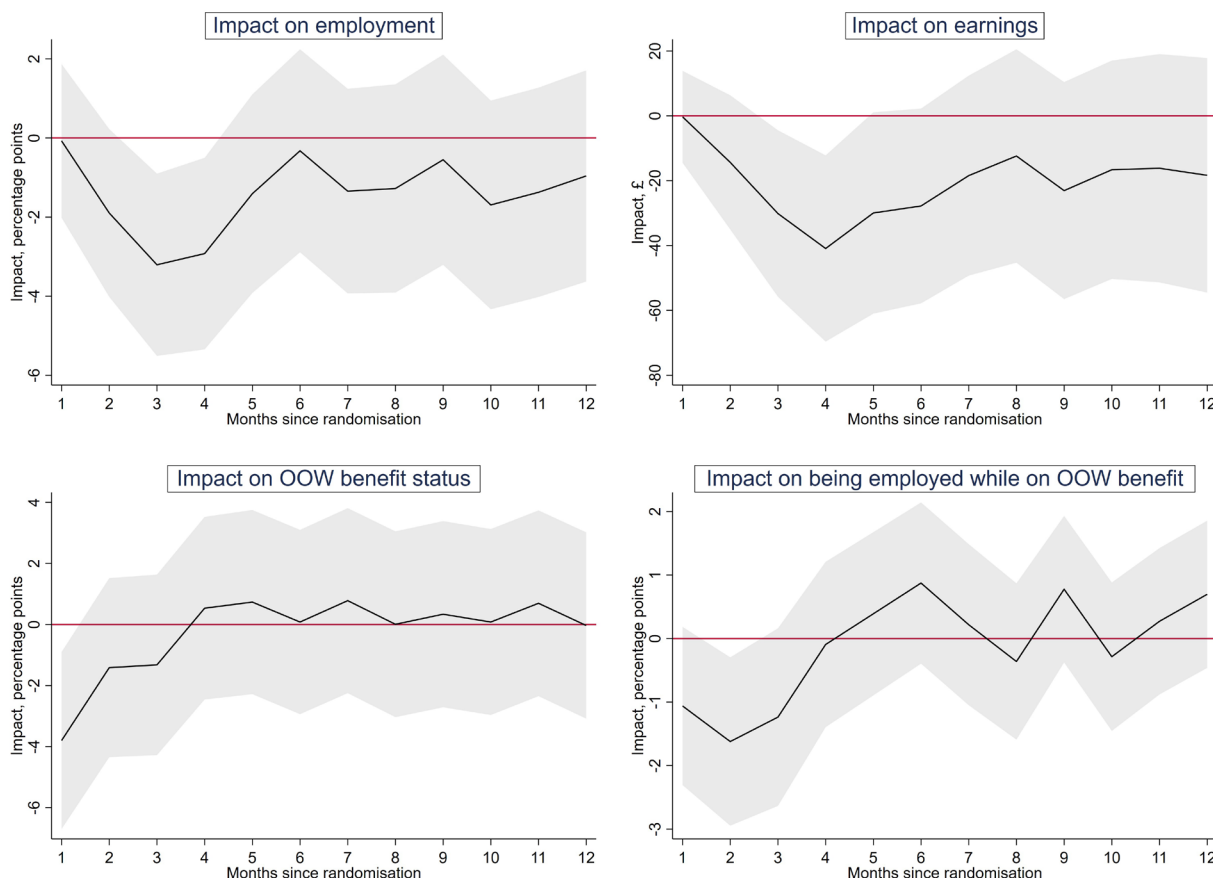 Impact on employment
Impact, percentage points
2
0
-2
-4
-6
1 2 3 4 5 6 7 8 9 10 11 12
Months since randomisation
Impact on earnings
Impact, £
20
0
-20
-40
-60
-80
1 2 3 4 5 6 7 8 9 10 11 12
Months since randomisation
Impact on OOW benefit status
Impact, percentage points
4
2
0
-2
-4
-6
1 2 3 4 5 6 7 8 9 10 11 12
Months since randomisation
Impact on being employed while on OOW benefit
Impact, percentage points
2
1
0
-1
-2
-3
1 2 3 4 5 6 7 8 9 10 11 12
Months since randomisation